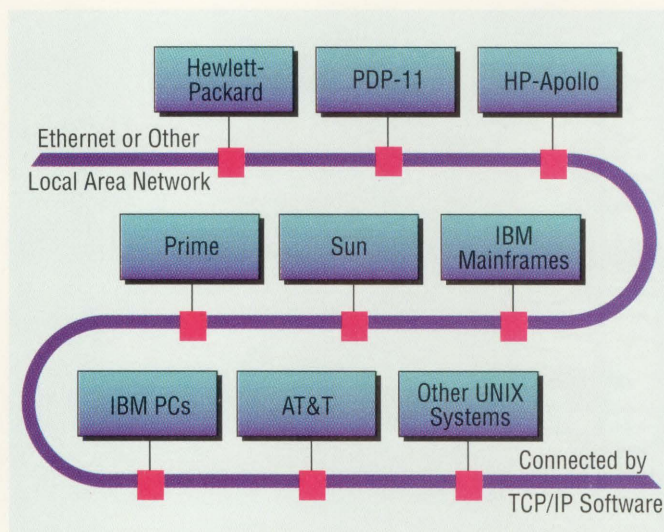 Hewlett-
Packard
PDP-11
HP-Apollo
Ethernet or Other
Local Area Network
Prime
Sun
IBM
Mainframes
IBM PCs
AT&T
Other UNIX
Systems
Connected by
TCP/IP Software